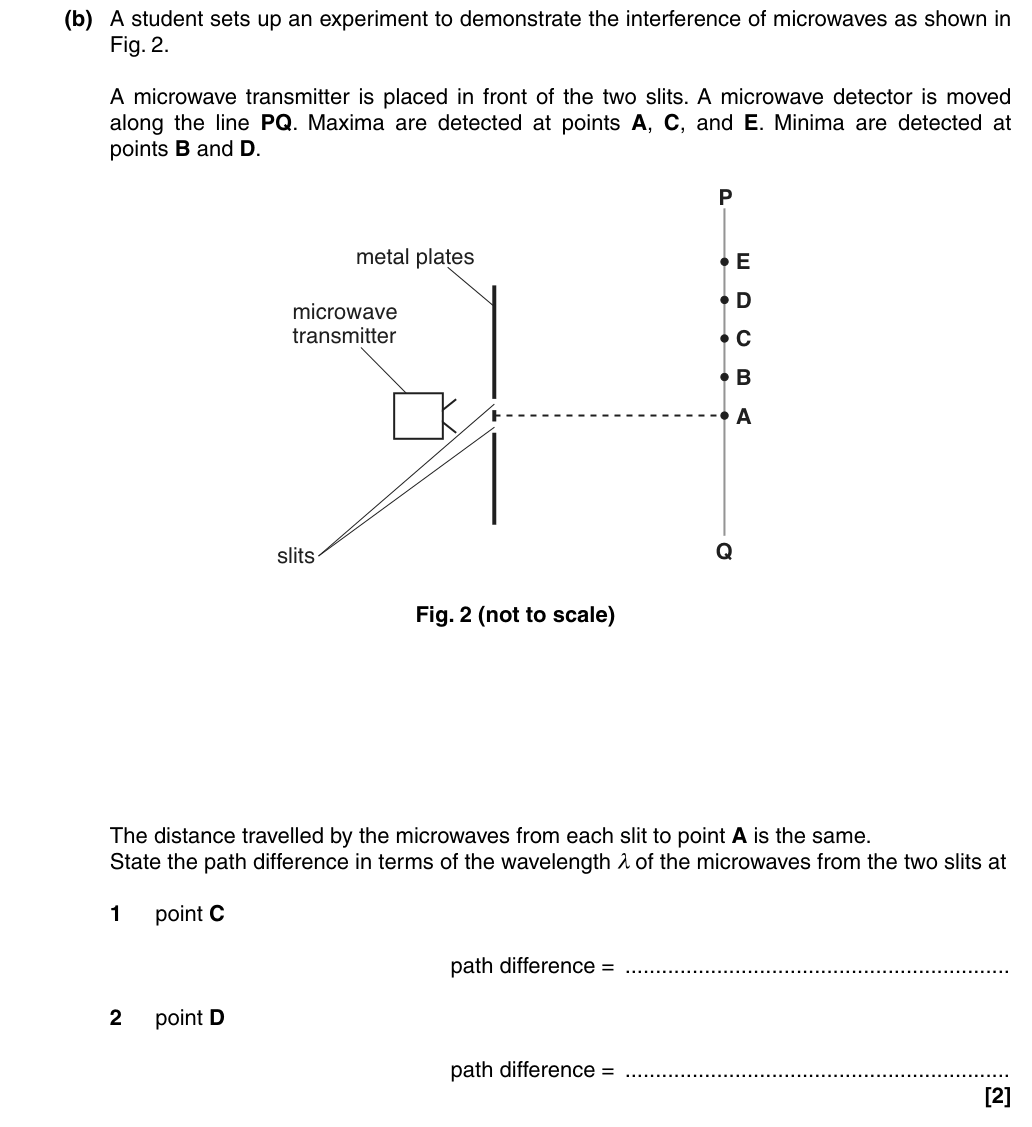 (b) A student sets up an experiment to demonstrate the interference of microwaves as shown in
Fig. 2.
A microwave transmitter is placed in front of the two slits. A microwave detector is moved
along the line PQ. Maxima are detected at points A, C, and E. Minima are detected at
points B and D.
P
metal plates
E
microwave
transmitter
D
C
B
A
slits
Q
Fig. 2 (not to scale)
The distance travelled by the microwaves from each slit to point A is the same.
State the path difference in terms of the wavelength λ of the microwaves from the two slits at
1 point C
path difference = ...............................................................
2 point D
path difference = ...............................................................
[2]